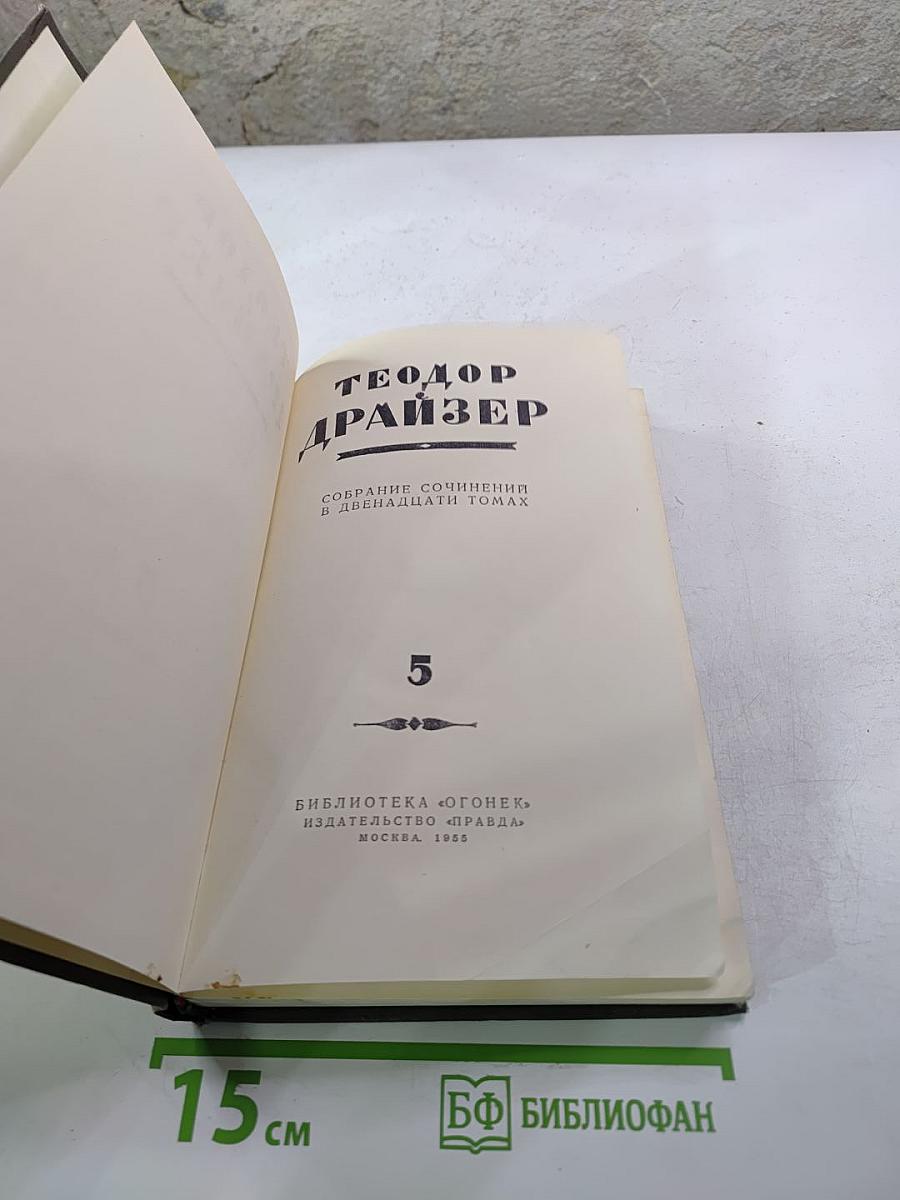 ТЕОДОР
ДРАЙЗЕР
СОБРАНИЕ СОЧИНЕНИЙ
В ДВЕНАДЦАТИ ТОМАХ
5
БИБЛИОТЕКА «ОГОНЕК»
ИЗДАТЕЛЬСТВО «ПРАВДА»
МОСКВА. 1955
15 см
БФ БИБЛИОФАН